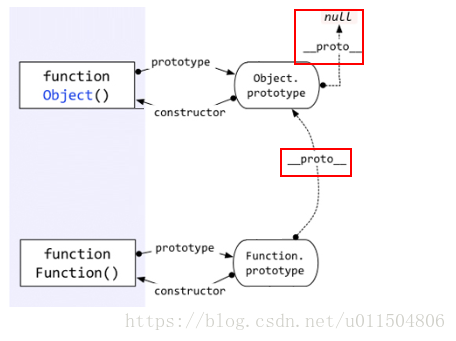 null
__proto__
prototype
function
Object()
Object.
prototype
constructor
__proto__
prototype
function
Function()
Function.
prototype
constructor
https://blog.csdn.net/u011504806